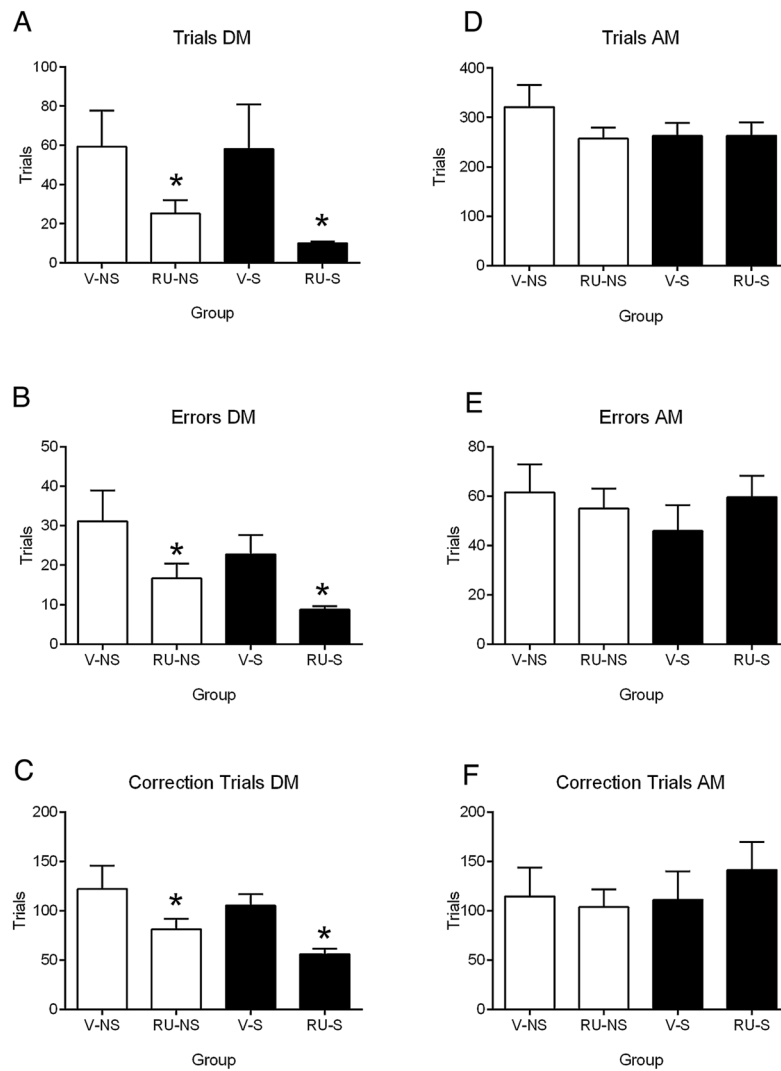 A
Trials DM
100
80
60
40
20
0
Trials
*
*
V-NS RU-NS V-S RU-S
Group
D
Trials AM
400
300
200
100
0
Trials
V-NS RU-NS V-S RU-S
Group
B
Errors DM
50
40
30
20
10
0
Trials
*
*
V-NS RU-NS V-S RU-S
Group
E
Errors AM
80
60
40
20
0
Trials
V-NS RU-NS V-S RU-S
Group
C
Correction Trials DM
200
150
100
50
0
Trials
*
*
V-NS RU-NS V-S RU-S
Group
F
Correction Trials AM
200
150
100
50
0
Trials
V-NS RU-NS V-S RU-S
Group